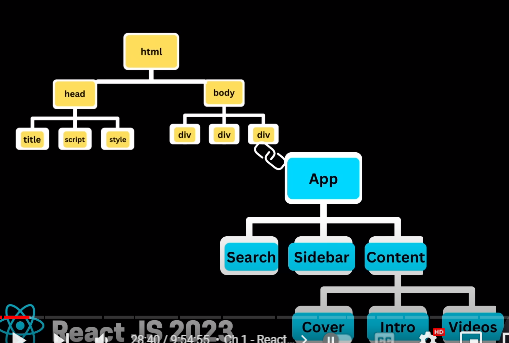 html
head
body
title
script
style
div
div
div
App
Search
Sidebar
Content
Cover
Intro
Videos
React JS 2023
28:40 / 9:54:55 • Ch 1 - React
HD